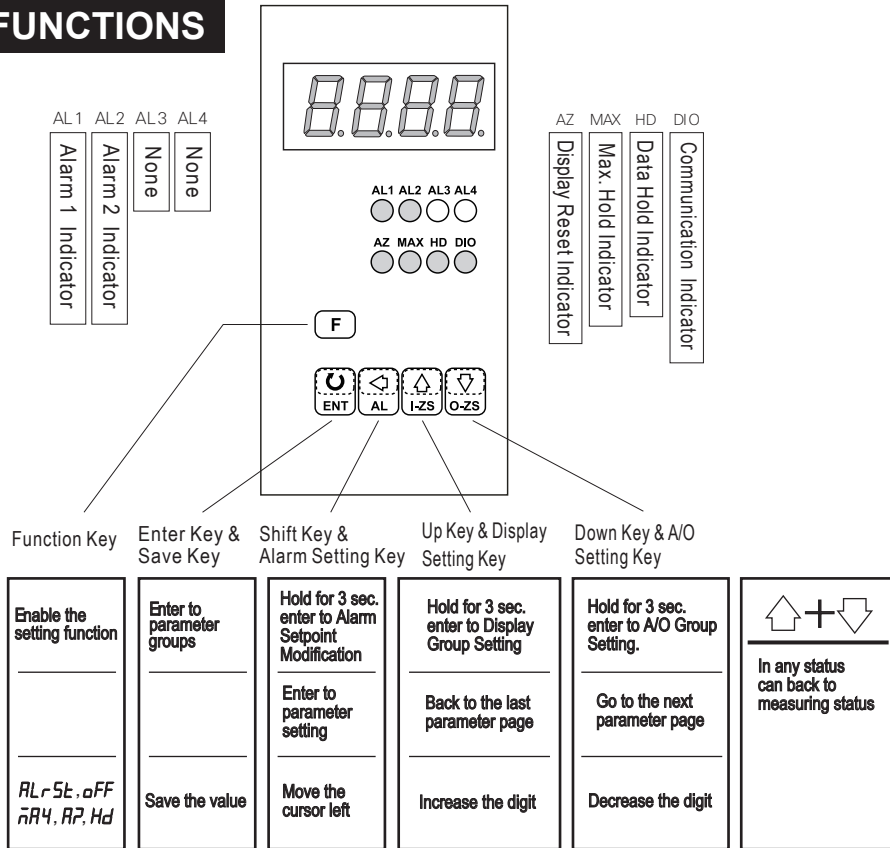 FUNCTIONS
8.8.8.8.
AL1 AL2 AL3 AL4
Alarm 1 Indicator
Alarm 2 Indicator
None
None
AZ MAX HD DIO
Display Reset Indicator
Max. Hold Indicator
Data Hold Indicator
Communication Indicator
AL1 AL2 AL3 AL4
AZ MAX HD DIO
F
ENT AL I-ZS O-ZS
Function Key
Enter Key &
Save Key
Shift Key &
Alarm Setting Key
Up Key & Display
Setting Key
Down Key & A/O
Setting Key
Enable the
setting function
Enter to
parameter
groups
Save the value
Hold for 3 sec.
enter to Alarm
Setpoint
Modification
Enter to
parameter
setting
Move the
cursor left
Hold for 3 sec.
enter to Display
Group Setting
Back to the last
parameter page
Increase the digit
Hold for 3 sec.
enter to A/O Group
Setting.
Go to the next
parameter page
Decrease the digit
+
In any status
can back to
measuring status